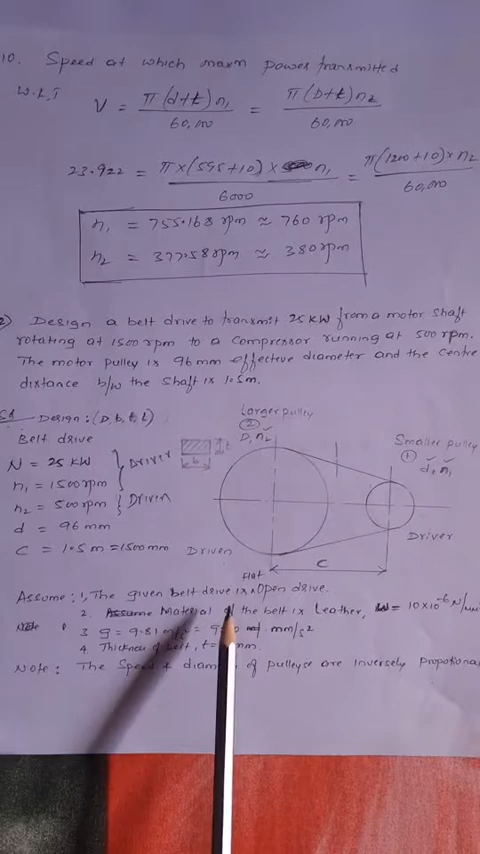 10. Speed at which maxm power transmitted
W.K.T
V = π(d+t)n1 / 60,000 = π(D+t)n2 / 60,000
23.922 = π×(595+10)× n1 / 6000 = π(1200+10)×n2 / 60,000
n1 = 755.168 rpm ≈ 760 rpm
n2 = 377.58 rpm ≈ 380 rpm
2) Design a belt drive to transmit 25 KW from a motor shaft
rotating at 1500 rpm to a compressor running at 500 rpm.
The motor pulley is 96 mm effective diameter and the centre
distance b/w the shaft is 1.5m.
Design: (D, b, t, L)
Belt drive
N = 25 KW
n1 = 1500 rpm
Driver
n2 = 500 rpm
Driven
d = 96 mm
C = 1.5 m = 1500 mm
Larger pulley
2
D, n2
t
b
Smaller pulley
1
d, n1
Driver
Driven
C
Assume: 1, The given Flat belt drive is Open drive.
2. Assume Material of the belt is Leather, W = 10×10⁻⁶ N/
Note
3 g = 9.81 m/s² = mm/s²
4 Thickness of belt, t= mm.
Note: The Speed & of pulleys are inversely